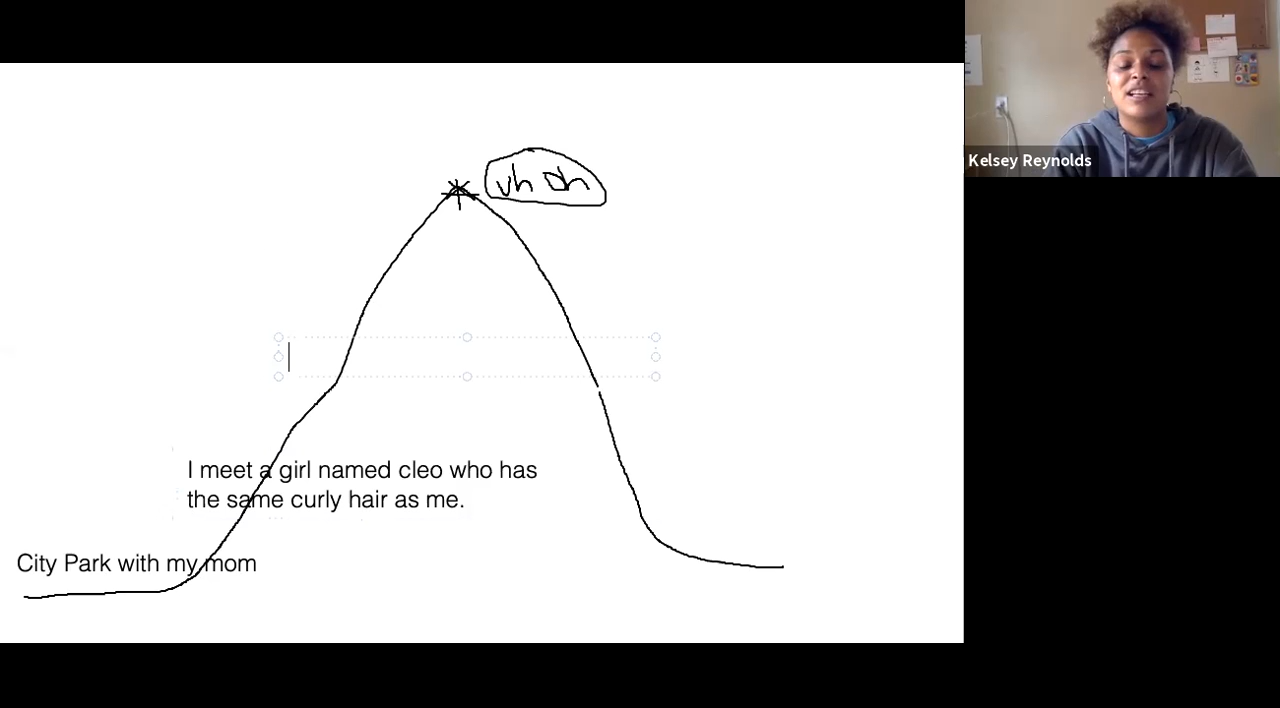 uh oh
I meet a girl named cleo who has
the same curly hair as me.
City Park with my mom
Kelsey Reynolds